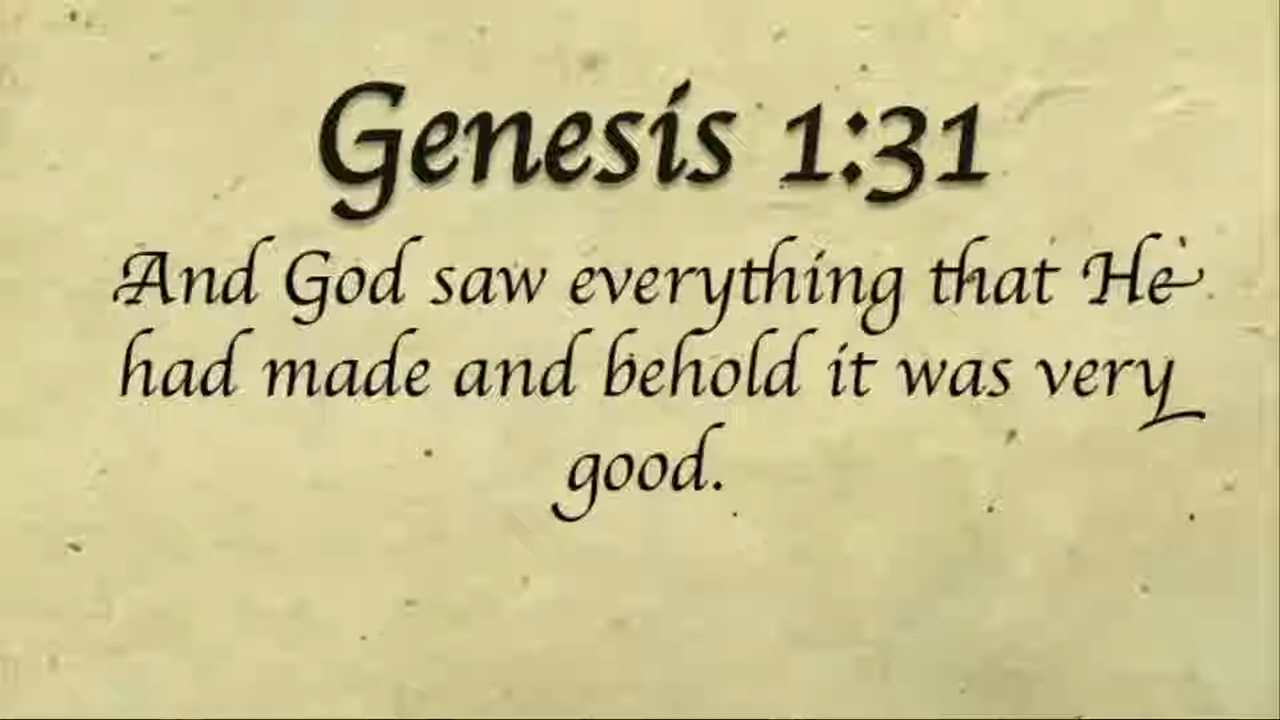 Genesis 1:31
And God saw everything that He
had made and behold it was very
good.